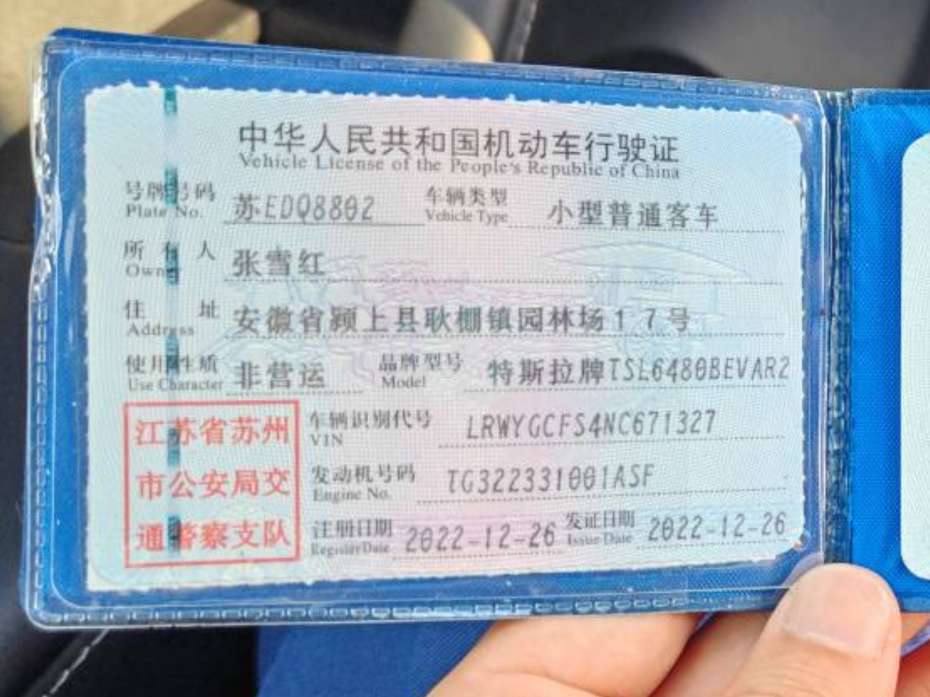 中华人民共和国机动车行驶证
Vehicle License of the People's Republic of China
号牌号码 苏EDQ8802 车辆类型 小型普通客车
Plate No. Vehicle Type
所有人 张雪红
Owner
住址 安徽省颍上县耿棚镇园林场17号
Address
使用性质 非营运 品牌型号 特斯拉牌TSL6480BEVAR2
Use Character Model
江苏省苏州
市公安局交
通警察支队
车辆识别代号 LRWYGCFS4NC671327
VIN
发动机号码 TG322331001ASF
Engine No.
注册日期 2022-12-26 发证日期 2022-12-26
Register Date Issue Date